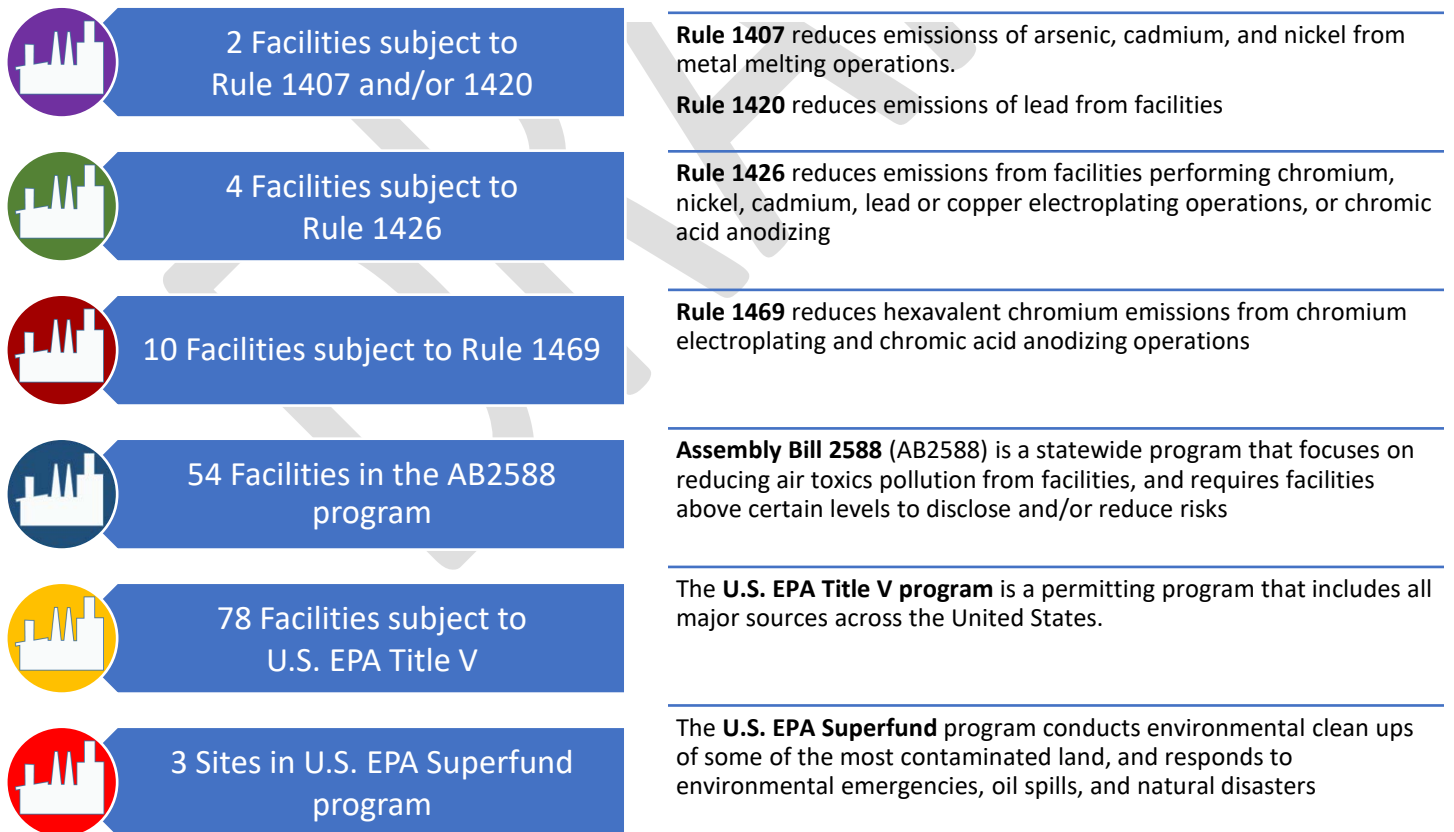 2 Facilities subject to
Rule 1407 and/or 1420
Rule 1407 reduces emissionss of arsenic, cadmium, and nickel from
metal melting operations.
Rule 1420 reduces emissions of lead from facilities
4 Facilities subject to
Rule 1426
Rule 1426 reduces emissions from facilities performing chromium,
nickel, cadmium, lead or copper electroplating operations, or chromic
acid anodizing
10 Facilities subject to Rule 1469
Rule 1469 reduces hexavalent chromium emissions from chromium
electroplating and chromic acid anodizing operations
54 Facilities in the AB2588
program
Assembly Bill 2588 (AB2588) is a statewide program that focuses on
reducing air toxics pollution from facilities, and requires facilities
above certain levels to disclose and/or reduce risks
78 Facilities subject to
U.S. EPA Title V
The U.S. EPA Title V program is a permitting program that includes all
major sources across the United States.
3 Sites in U.S. EPA Superfund
program
The U.S. EPA Superfund program conducts environmental clean ups
of some of the most contaminated land, and responds to
environmental emergencies, oil spills, and natural disasters